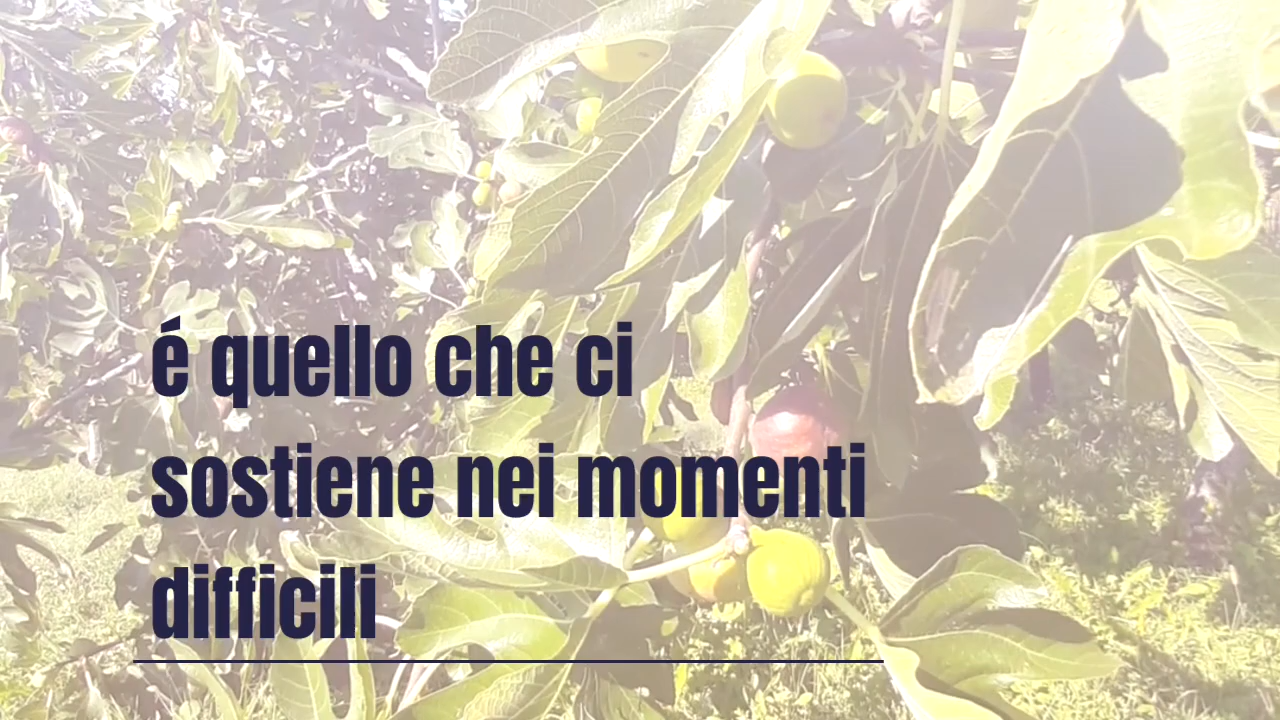 é quello che ci
sostiene nei momenti
difficili